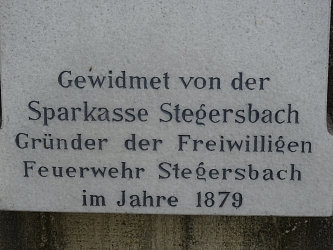 Gewidmet von der
Sparkasse Stegersbach
Gründer der Freiwilligen
Feuerwehr Stegersbach
im Jahre 1879